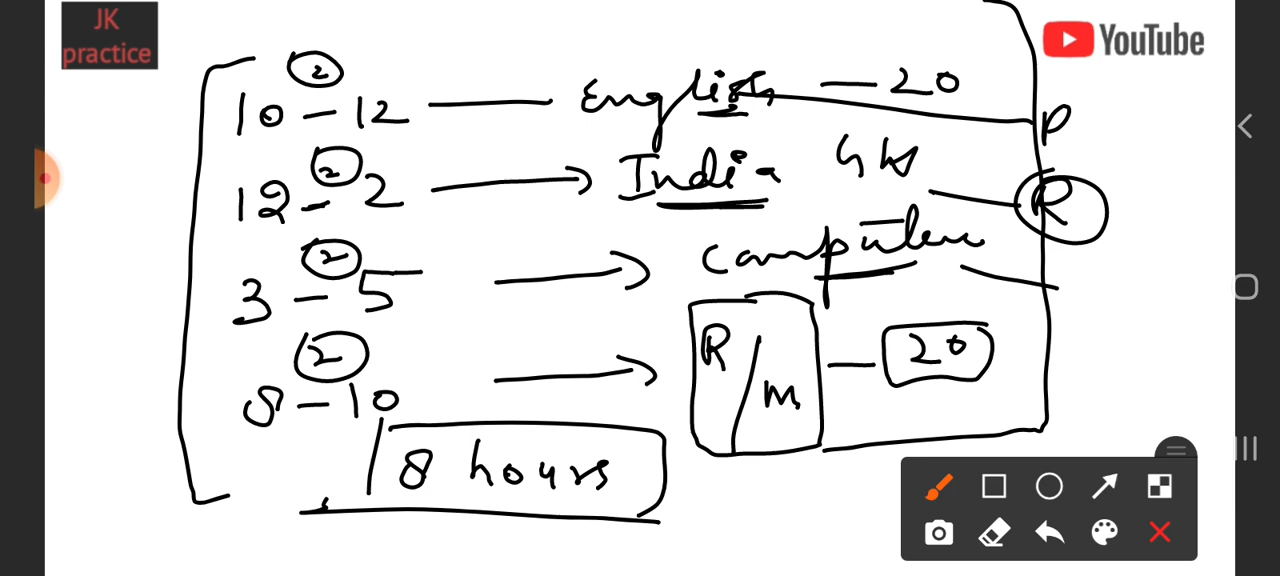 JK
practice
YouTube
2
10 - 12 — English — 20
P
2
12 - 2 → India GK
R
2
3 - 5 → Computer
2
8 - 10 → R/M — 20
8 hours